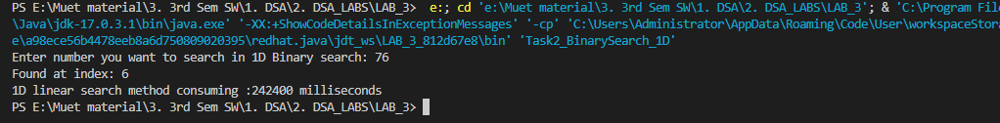 PS E:\Muet material\3. 3rd Sem SW\1. DSA\2. DSA_LABS\LAB_3>  e:; cd 'e:\Muet material\3. 3rd Sem SW\1. DSA\2. DSA_LABS\LAB_3'; & 'C:\Program File
\Java\jdk-17.0.3.1\bin\java.exe' '-XX:+ShowCodeDetailsInExceptionMessages' '-cp' 'C:\Users\Administrator\AppData\Roaming\Code\User\workspaceStora
e\a98ece56b4478eeb8a6d750809020395\redhat.java\jdt_ws\LAB_3_812d67e8\bin' 'Task2_BinarySearch_1D'
Enter number you want to search in 1D Binary search: 76
Found at index: 6
1D linear search method consuming :242400 milliseconds
PS E:\Muet material\3. 3rd Sem SW\1. DSA\2. DSA_LABS\LAB_3>